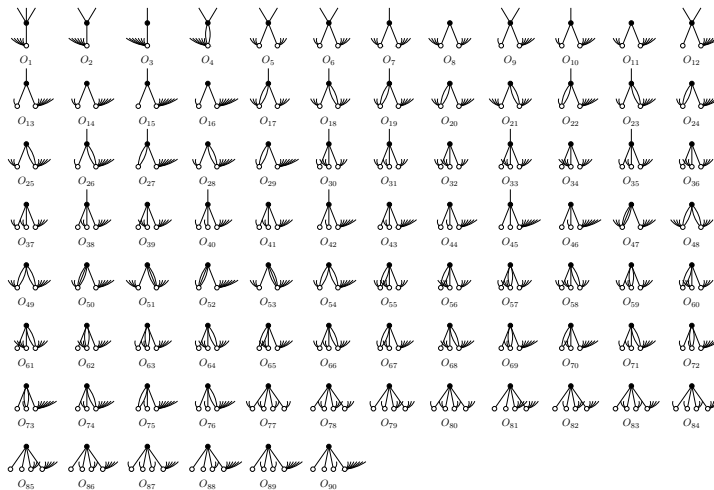 O1 O2 O3 O4 O5 O6 O7 O8 O9 O10 O11 O12
O13 O14 O15 O16 O17 O18 O19 O20 O21 O22 O23 O24
O25 O26 O27 O28 O29 O30 O31 O32 O33 O34 O35 O36
O37 O38 O39 O40 O41 O42 O43 O44 O45 O46 O47 O48
O49 O50 O51 O52 O53 O54 O55 O56 O57 O58 O59 O60
O61 O62 O63 O64 O65 O66 O67 O68 O69 O70 O71 O72
O73 O74 O75 O76 O77 O78 O79 O80 O81 O82 O83 O84
O85 O86 O87 O88 O89 O90